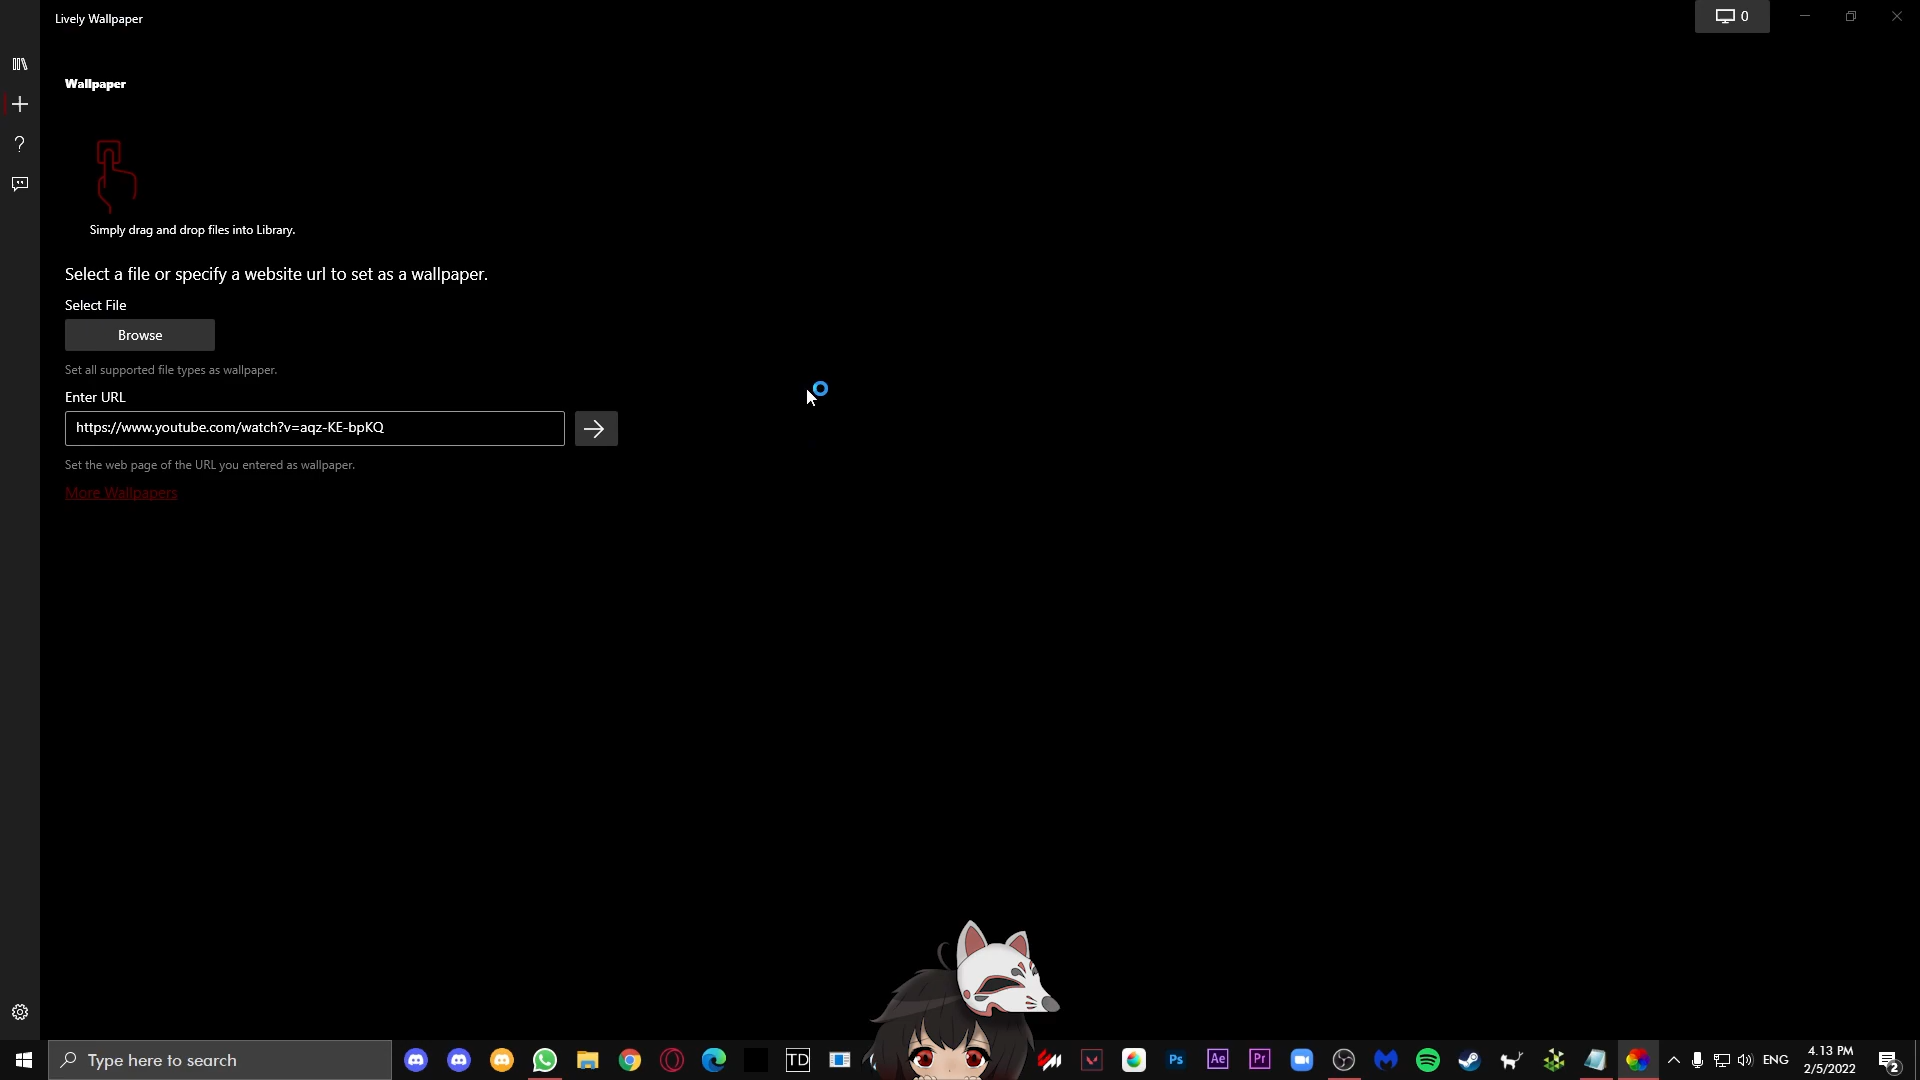 Lively Wallpaper
0
Wallpaper
Simply drag and drop files into Library.
Select a file or specify a website url to set as a wallpaper.
Select File
Browse
Set all supported file types as wallpaper.
Enter URL
https://www.youtube.com/watch?v=aqz-KE-bpKQ
Set the web page of the URL you entered as wallpaper.
More Wallpapers
Type here to search
TD
Ps
Ae
Pr
ENG
4.13 PM
2/5/2022
2